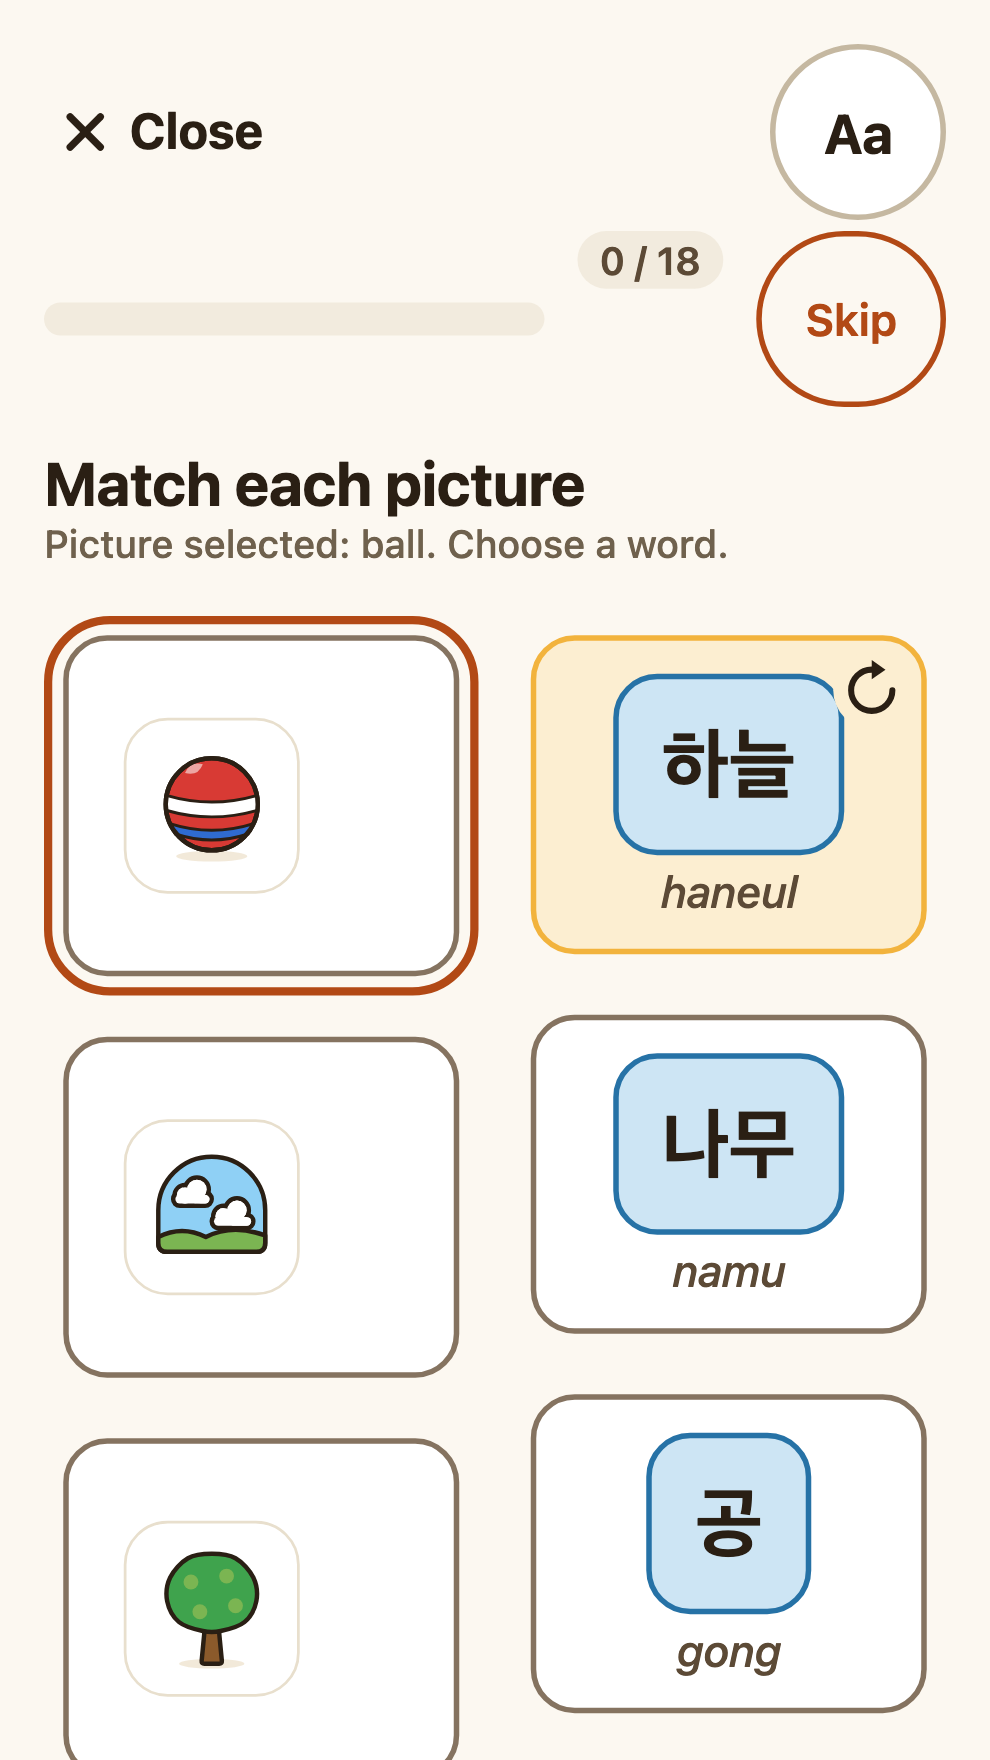 Close
Aa
0 / 18
Skip
Match each picture
Picture selected: ball. Choose a word.
하늘
haneul
나무
namu
공
gong